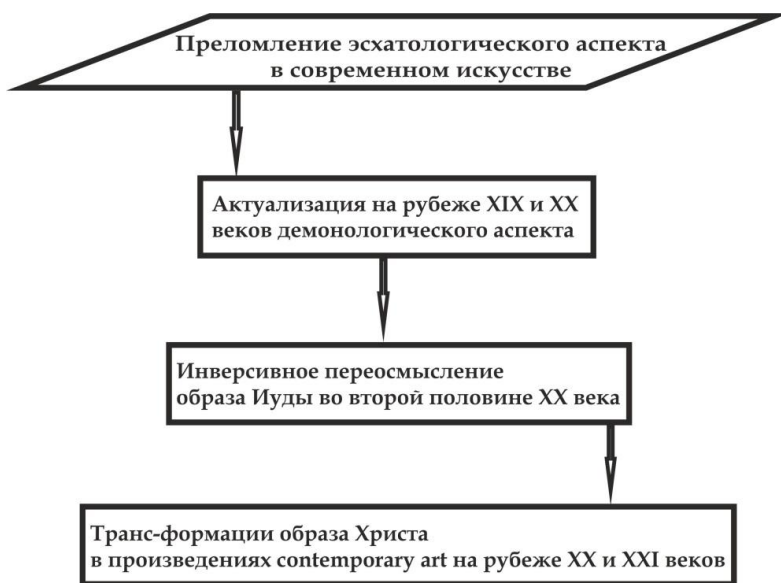 Преломление эсхатологического аспекта
в современном искусстве
Актуализация на рубеже XIX и XX
веков демонологического аспекта
Инверсивное переосмысление
образа Иуды во второй половине XX века
Транс-формации образа Христа
в произведениях contemporary art на рубеже XX и XXI веков